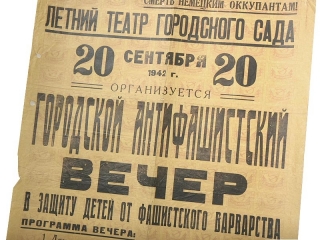 СМЕРТЬ НЕМЕЦКИМ ОККУПАНТАМ!
ЛЕТНИЙ ТЕАТР ГОРОДСКОГО САДА
20 СЕНТЯБРЯ 20
1942 г.
ОРГАНИЗУЕТСЯ
ГОРОДСКОЙ АНТИФАШИСТСКИЙ
ВЕЧЕР
В ЗАЩИТУ ДЕТЕЙ ОТ ФАШИСТСКОГО ВАРВАРСТВА
ПРОГРАММА ВЕЧЕРА: